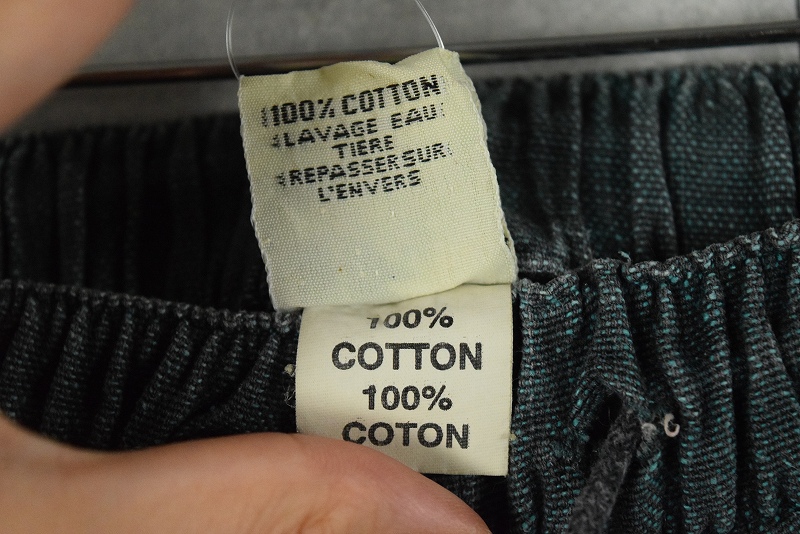 100% COTTON
LAVAGE EAU
TIERE
REPASSER SUR
L'ENVERS
100%
COTTON
100%
COTON